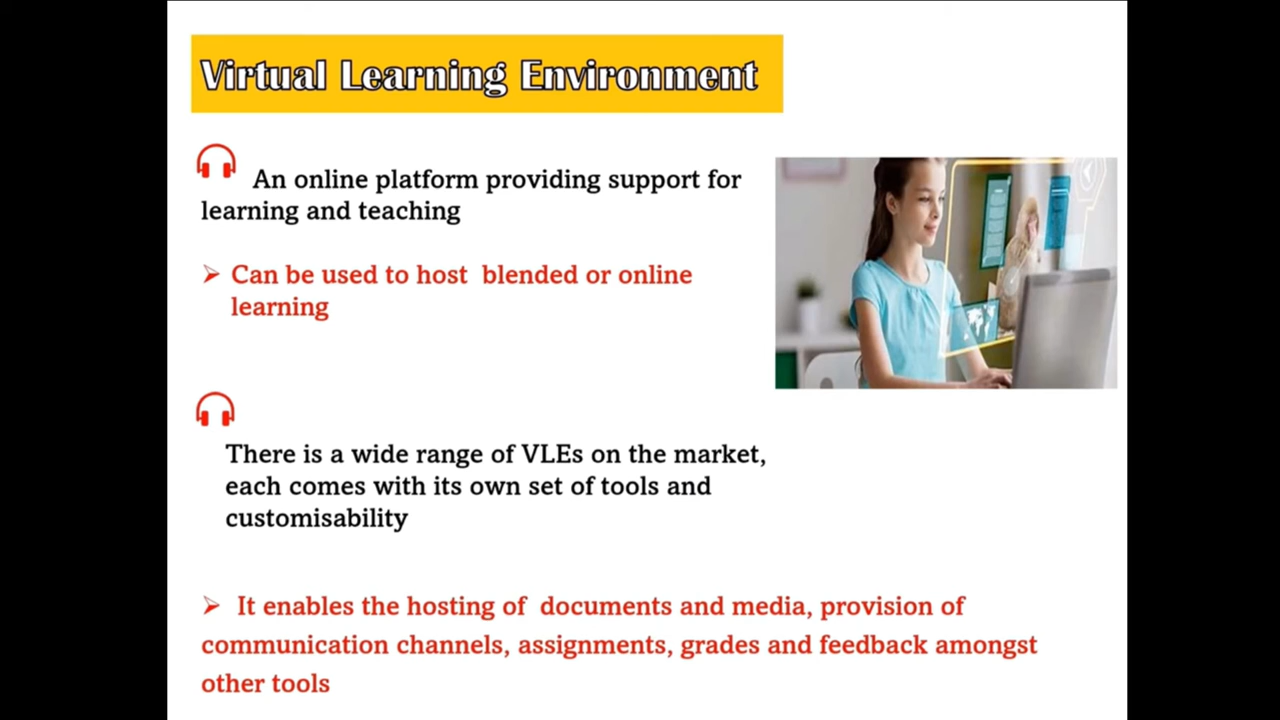 Virtual Learning Environment
An online platform providing support for
learning and teaching
Can be used to host blended or online
learning
There is a wide range of VLEs on the market,
each comes with its own set of tools and
customisability
It enables the hosting of documents and media, provision of
communication channels, assignments, grades and feedback amongst
other tools